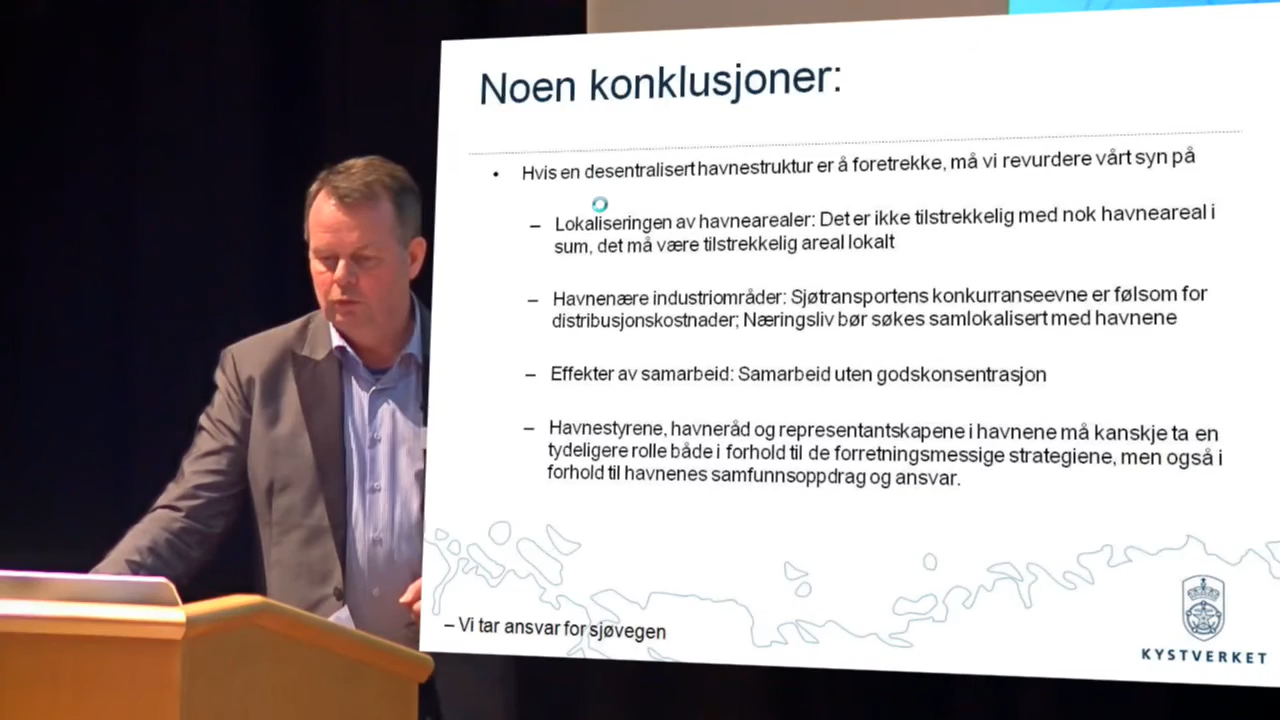 Noen konklusjoner:
• Hvis en desentralisert havnestruktur er å foretrekke, må vi revurdere vårt syn på
– Lokaliseringen av havnearealer: Det er ikke tilstrekkelig med nok havneareal i
sum, det må være tilstrekkelig areal lokalt
– Havnenære industriområder: Sjøtransportens konkurranseevne er følsom for
distribusjonskostnader; Næringsliv bør søkes samlokalisert med havnene
– Effekter av samarbeid: Samarbeid uten godskonsentrasjon
– Havnestyrene, havneråd og representantskapene i havnene må kanskje ta en
tydeligere rolle både i forhold til de forretningsmessige strategiene, men også i
forhold til havnenes samfunnsoppdrag og ansvar.
– Vi tar ansvar for sjøvegen
KYSTVERKET